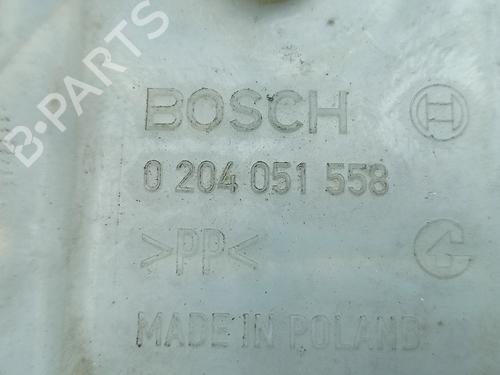 B-PARTS
BOSCH
0 204 051 558
>PP<
MADE IN POLAND